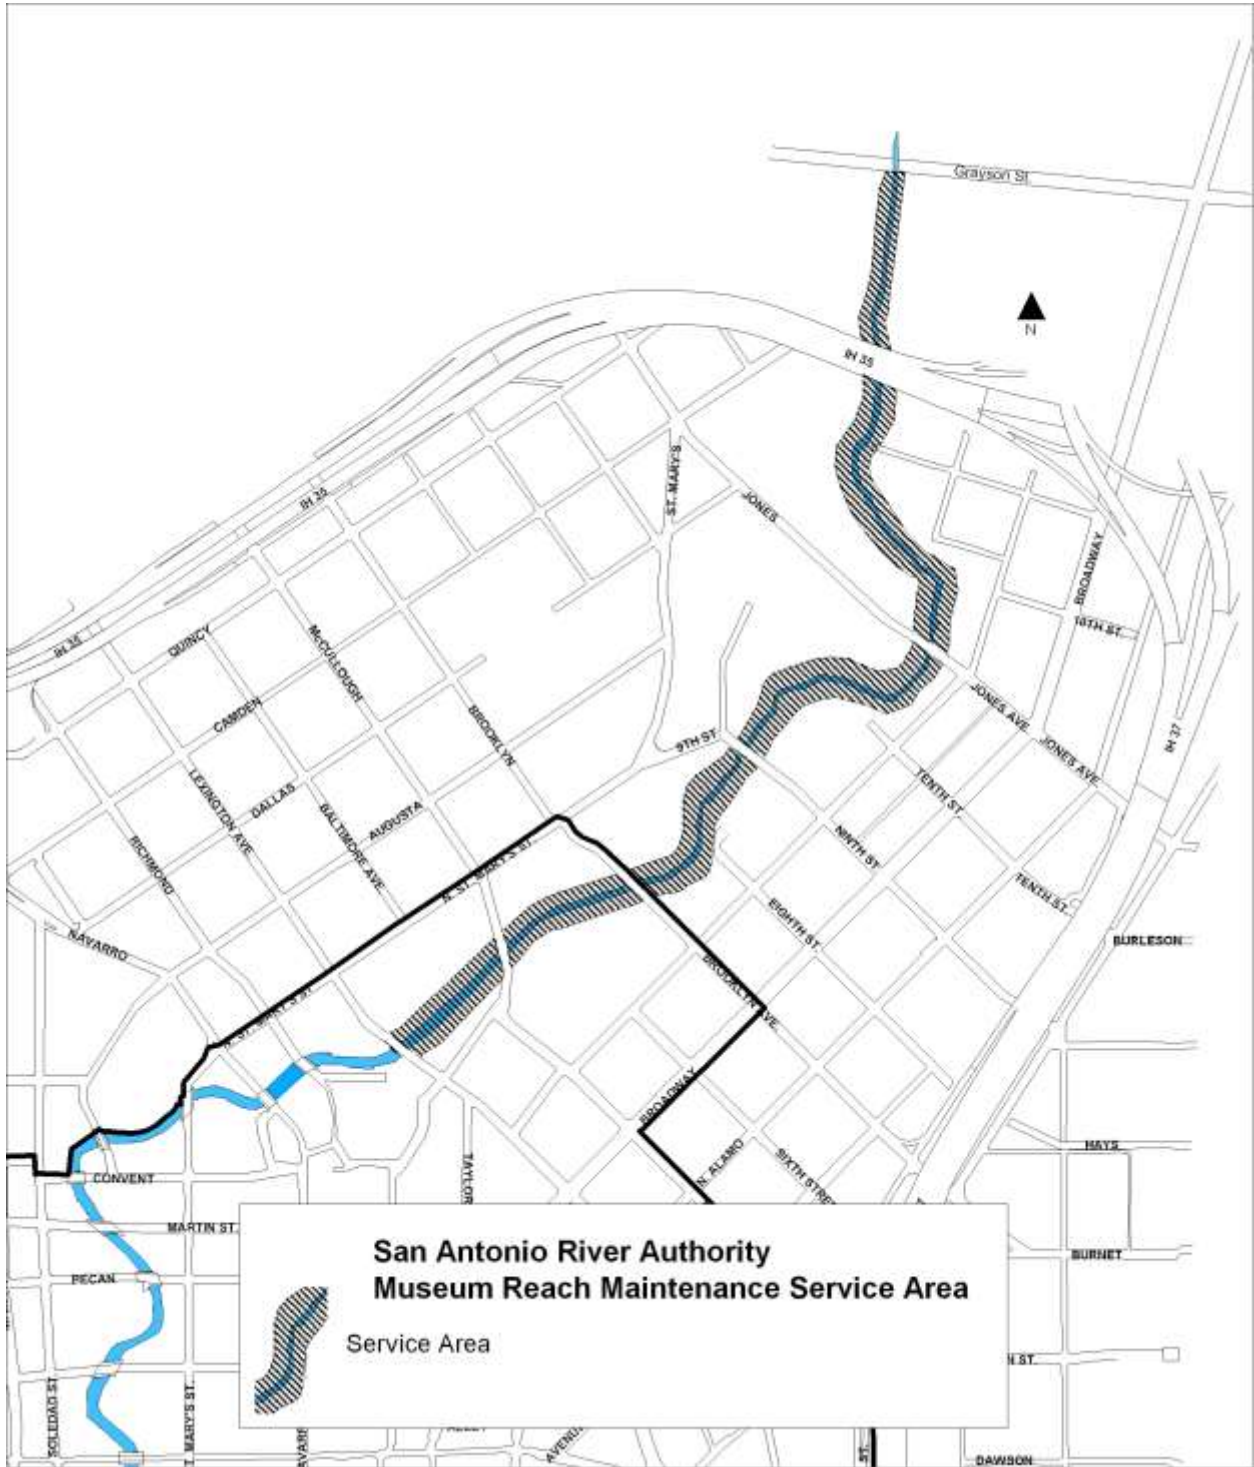 Grayson St.
N
IH 35
ST. MARY'S
JONES
IH 35
BROADWAY
10TH ST.
IH 35
QUINCY
McCULLOUGH
CAMDEN
BROOKLYN
JONES AVE
JONES AVE.
IH 37
9TH ST.
LEXINGTON AVE
DALLAS
BALTIMORE AVE
AUGUSTA
TENTH ST.
RICHMOND
NINTH ST
N. ST. MARY'S ST.
TENTH ST.
NAVARRO
EIGHTH ST.
BURLESON
BROOKLYN AVE.
N. ST. MARY'S ST
BROADWAY
HAYS
CONVENT
TAYLOR
N. ALAMO
SIXTH STRE
MARTIN ST.
San Antonio River Authority
Museum Reach Maintenance Service Area
BURNET
PECAN
Service Area
N ST.
SOLEDAD ST.
T. MARY'S ST.
AVENU
ST.
DAWSON